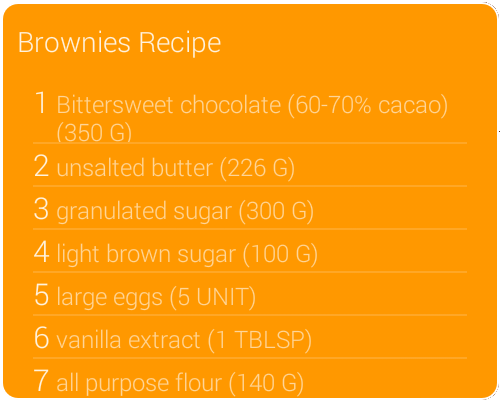 Brownies Recipe
1 Bittersweet chocolate (60-70% cacao)
(350 G)
2 unsalted butter (226 G)
3 granulated sugar (300 G)
4 light brown sugar (100 G)
5 large eggs (5 UNIT)
6 vanilla extract (1 TBLSP)
7 all purpose flour (140 G)